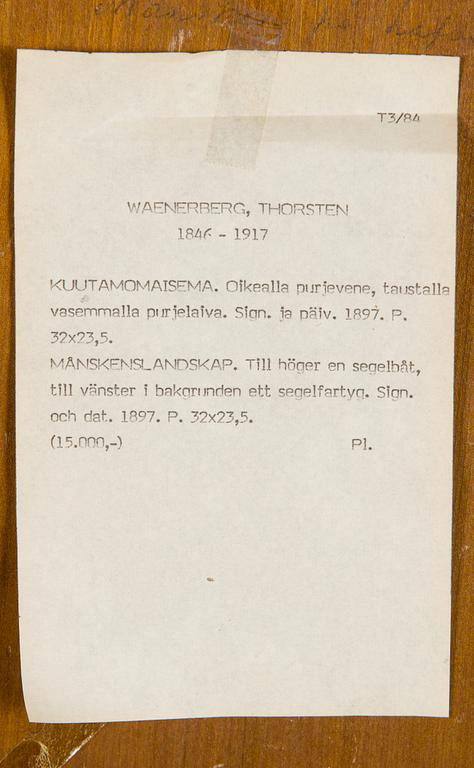 på
T3/84
WAENERBERG, THORSTEN
1846 - 1917
KUUTAMOMAISEMA. Oikealla purjevene, taustalla
vasemmalla purjelaiva. Sign. ja päiv. 1897. P.
32x23,5.
MÅNSKENSLANDSKAP. Till höger en segelbåt,
till vänster i bakgrunden ett segelfartyg. Sign.
och dat. 1897. P. 32x23,5.
(15.000,-) Pl.